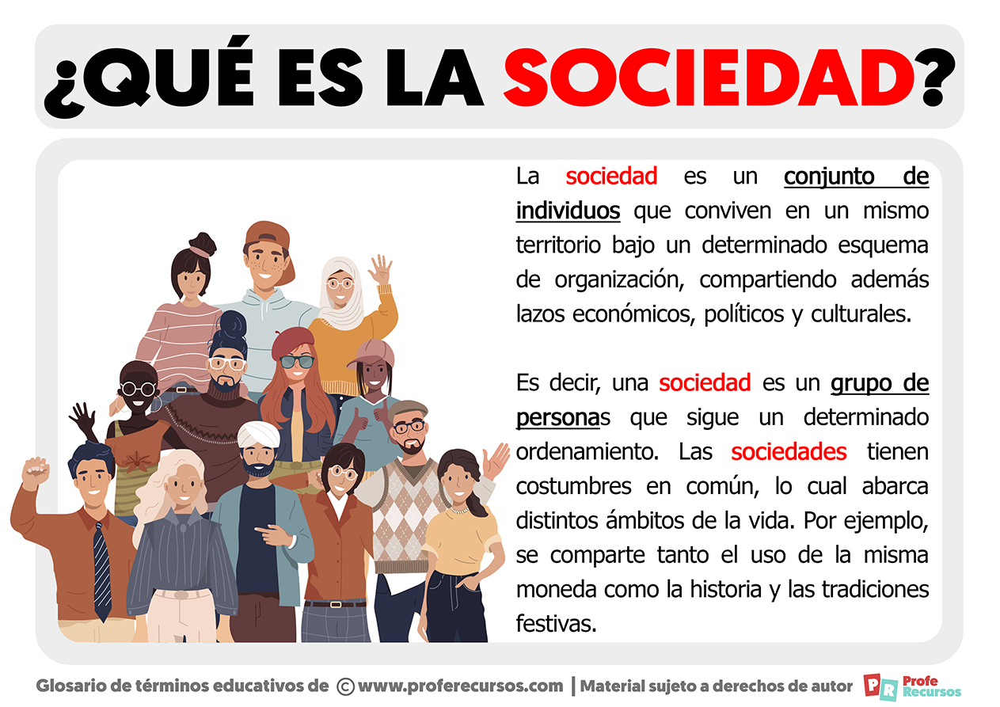 ¿QUÉ ES LA SOCIEDAD?
La sociedad es un conjunto de
individuos que conviven en un mismo
territorio bajo un determinado esquema
de organización, compartiendo además
lazos económicos, políticos y culturales.
Es decir, una sociedad es un grupo de
personas que sigue un determinado
ordenamiento. Las sociedades tienen
costumbres en común, lo cual abarca
distintos ámbitos de la vida. Por ejemplo,
se comparte tanto el uso de la misma
moneda como la historia y las tradiciones
festivas.
Glosario de términos educativos de © www.proferecursos.com | Material sujeto a derechos de autor
PR
Profe
Recursos